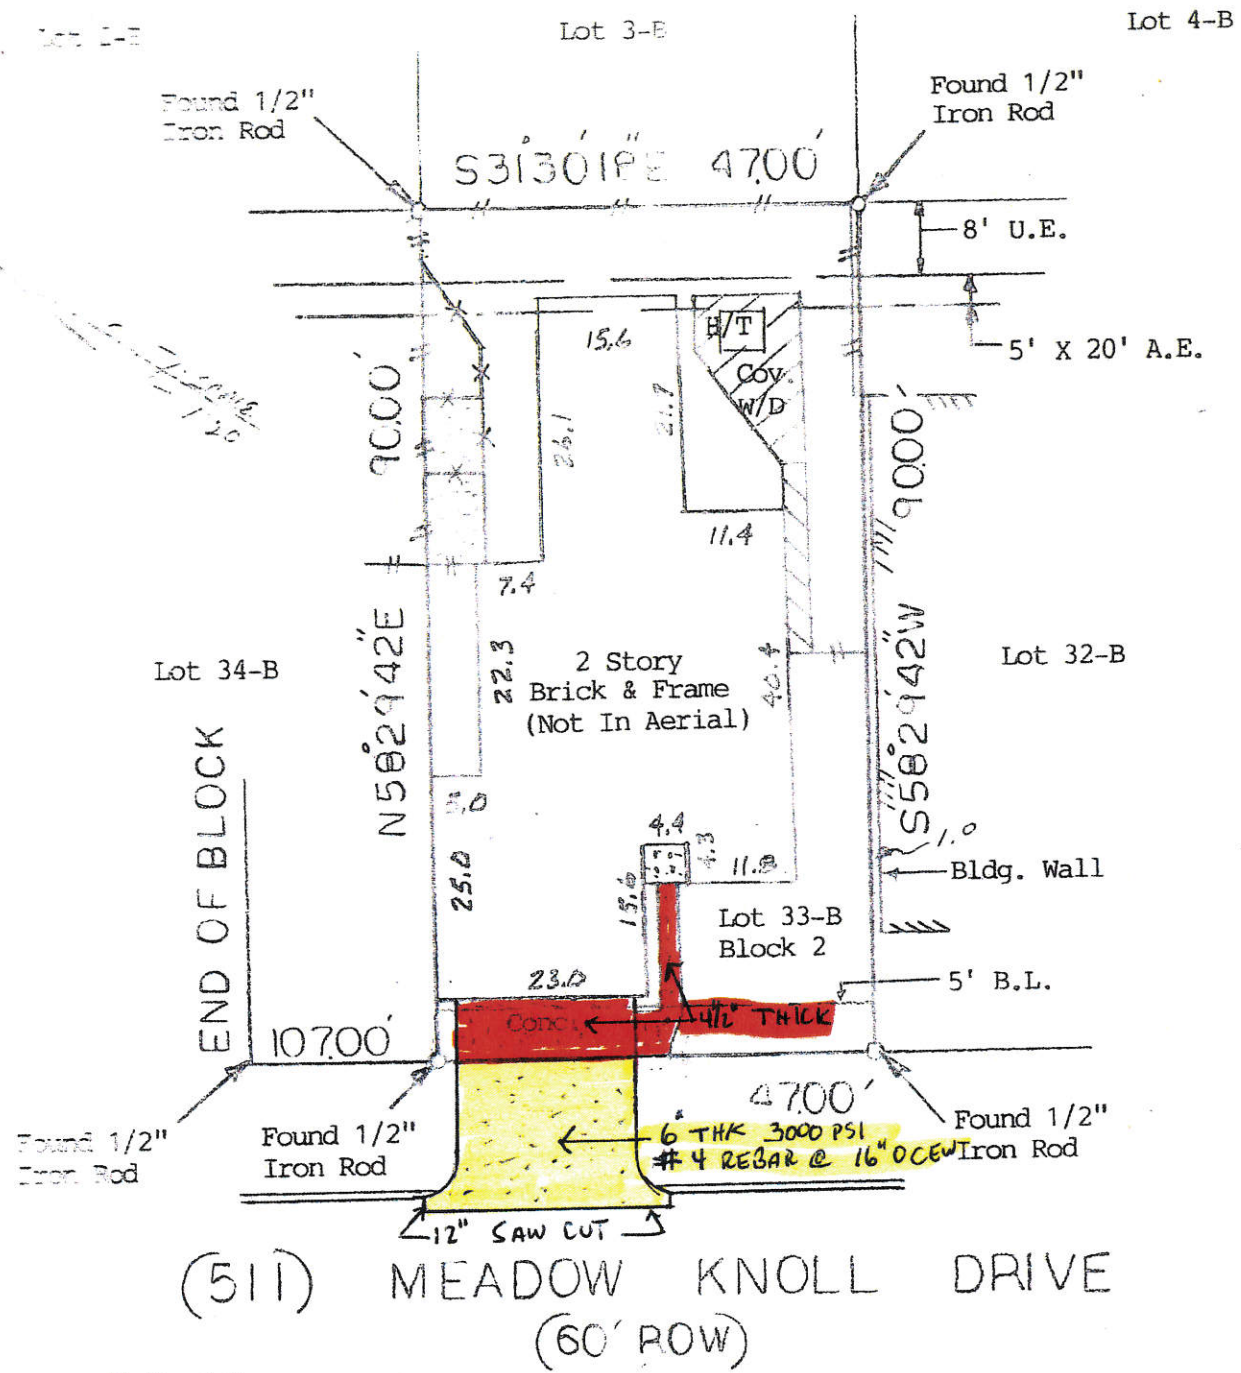 Lot 3-B
Lot 4-B
Found 1/2"
Iron Rod
Found 1/2"
Iron Rod
47.00'
8' U.E.
5' X 20' A.E.
15.6
H/T
Cov.
W/D
90.00'
26.1
21.7
90.00'
11.4
7.4
Lot 34-B
N58°29'42"E
22.3
2 Story
Brick & Frame
(Not In Aerial)
40.4
S58°29'42"W
Lot 32-B
END OF BLOCK
5.0
25.0
4.4
4.3
15.6
11.8
1.0
Bldg. Wall
Lot 33-B
Block 2
23.0
5' B.L.
Conc.
4 1/2" THICK
107.00'
47.00'
Found 1/2"
Iron Rod
Found 1/2"
Iron Rod
6" THK 3000 PSI
#4 REBAR @ 16" OCEW
Found 1/2"
Iron Rod
12" SAW CUT
(511) MEADOW KNOLL DRIVE
(60' ROW)